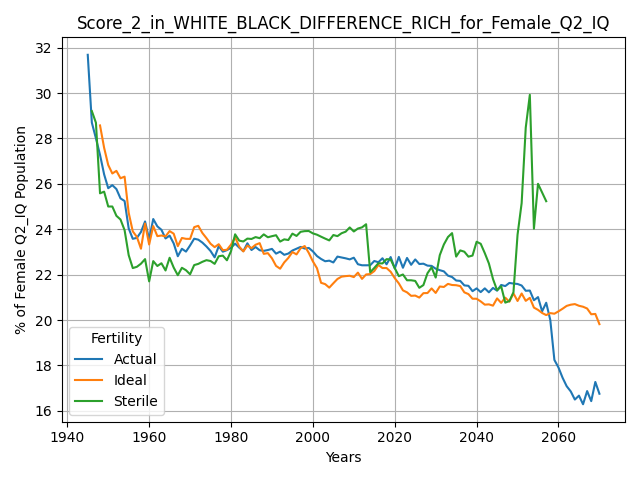 Score_2_in_WHITE_BLACK_DIFFERENCE_RICH_for_Female_Q2_IQ
% of Female Q2_IQ Population
32
30
28
26
24
22
20
18
16
Fertility
Actual
Ideal
Sterile
1940 1960 1980 2000 2020 2040 2060
Years